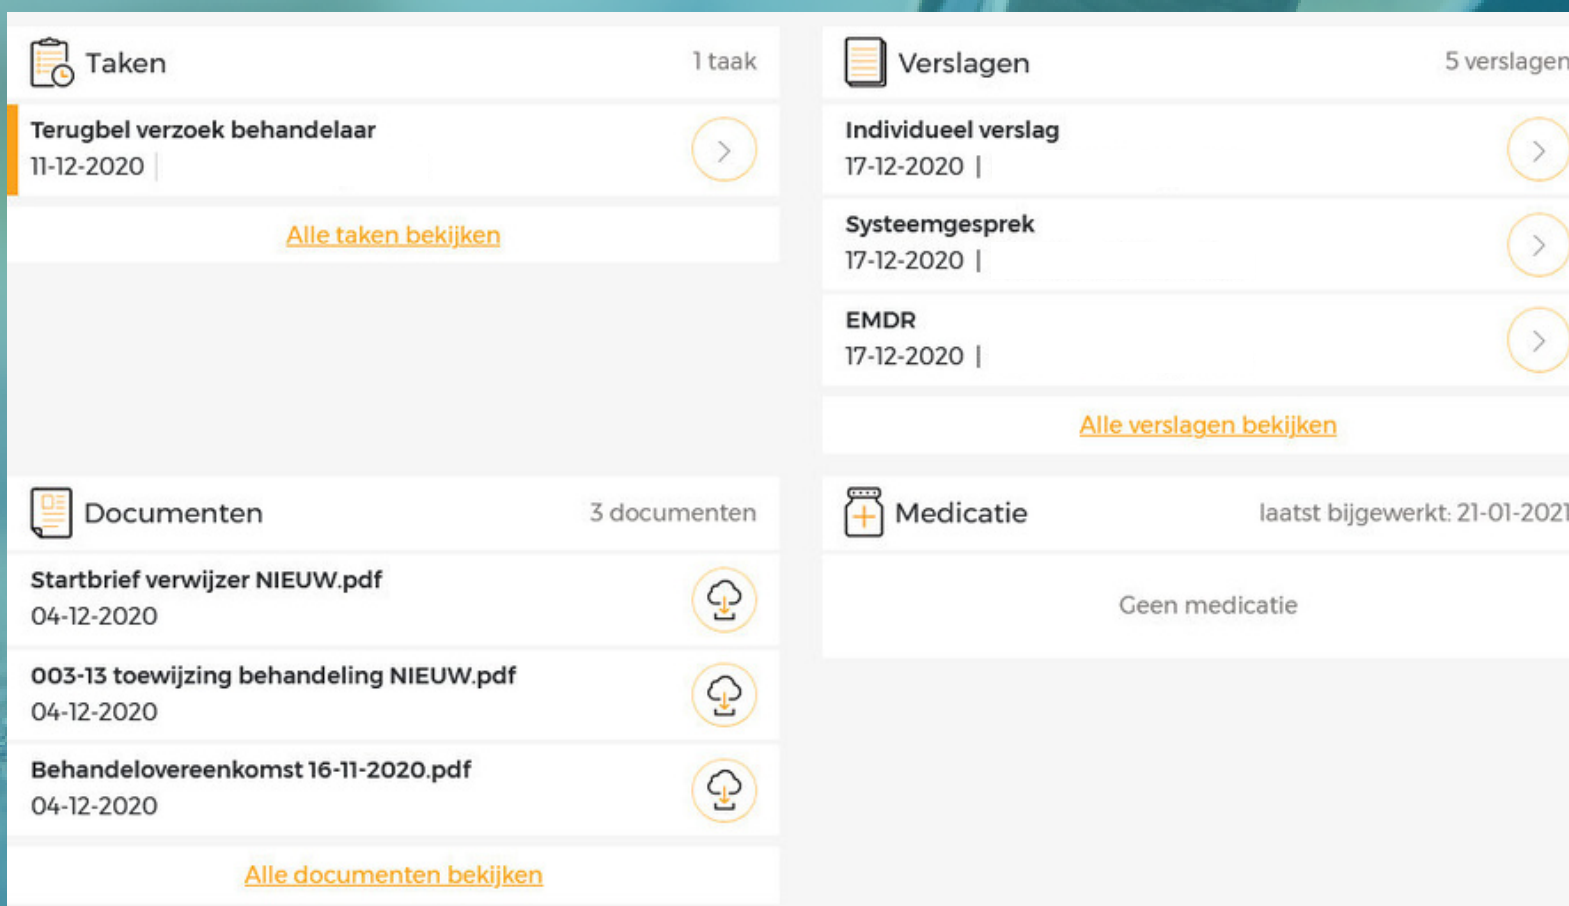 Taken 1 taak
Terugbel verzoek behandelaar
11-12-2020 |
Alle taken bekijken
Verslagen 5 verslagen
Individueel verslag
17-12-2020 |
Systeemgesprek
17-12-2020 |
EMDR
17-12-2020 |
Alle verslagen bekijken
Documenten 3 documenten
Startbrief verwijzer NIEUW.pdf
04-12-2020
003-13 toewijzing behandeling NIEUW.pdf
04-12-2020
Behandelovereenkomst 16-11-2020.pdf
04-12-2020
Alle documenten bekijken
Medicatie laatst bijgewerkt: 21-01-2021
Geen medicatie